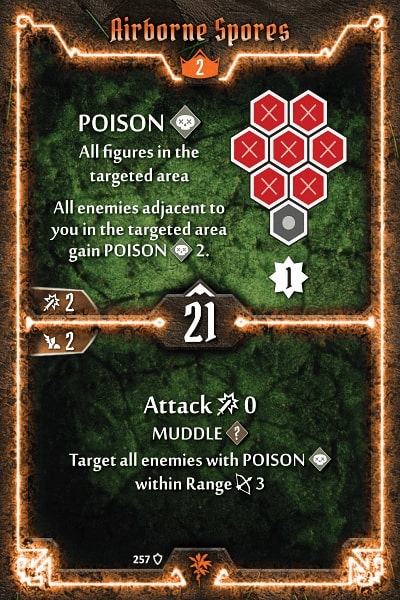 Airborne Spores
2
POISON
All figures in the
targeted area
All enemies adjacent to
you in the targeted area
gain POISON 2.
1
2
21
2
Attack 0
MUDDLE ?
Target all enemies with POISON
within Range 3
257